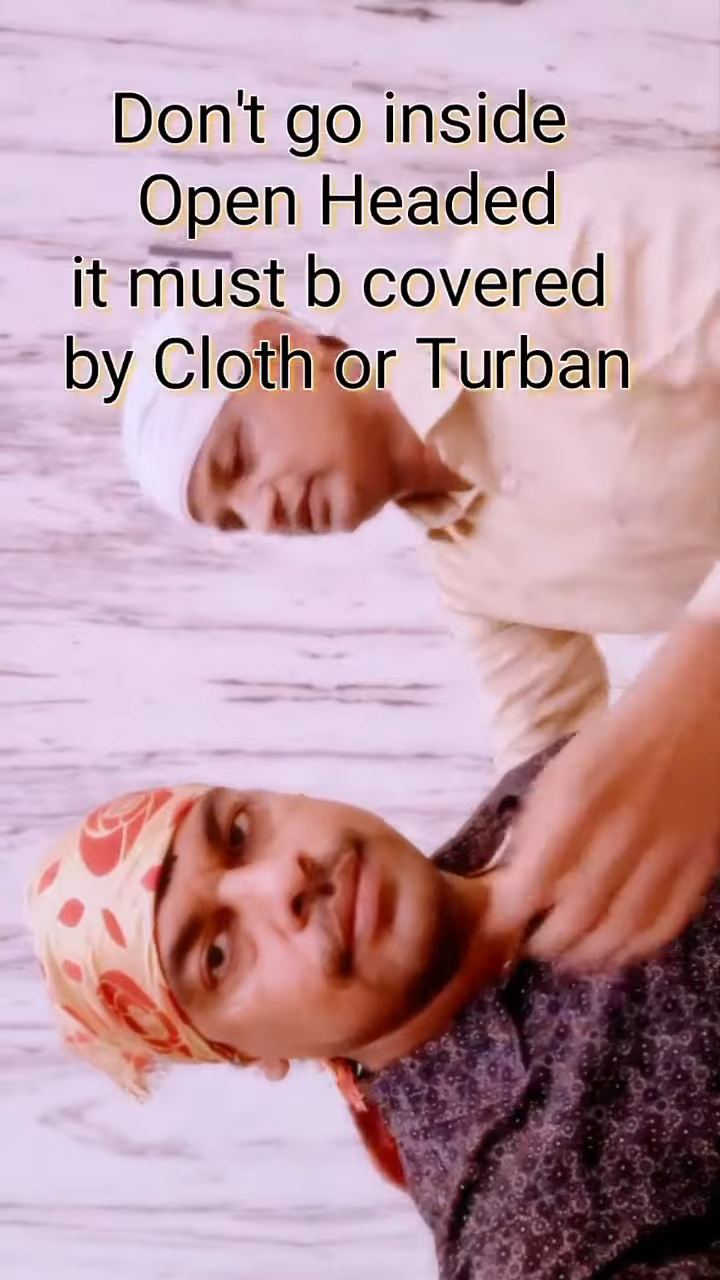 Don't go inside
Open Headed
it must b covered
by Cloth or Turban